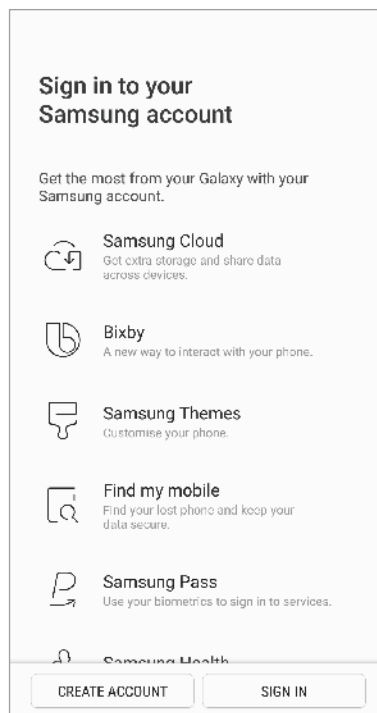 Sign in to your
Samsung account
Get the most from your Galaxy with your
Samsung account.
Samsung Cloud
Get extra storage and share data
across devices.
Bixby
A new way to interact with your phone.
Samsung Themes
Customise your phone.
Find my mobile
Find your lost phone and keep your
data secure.
Samsung Pass
Use your biometrics to sign in to services.
Samsung Health
CREATE ACCOUNT
SIGN IN